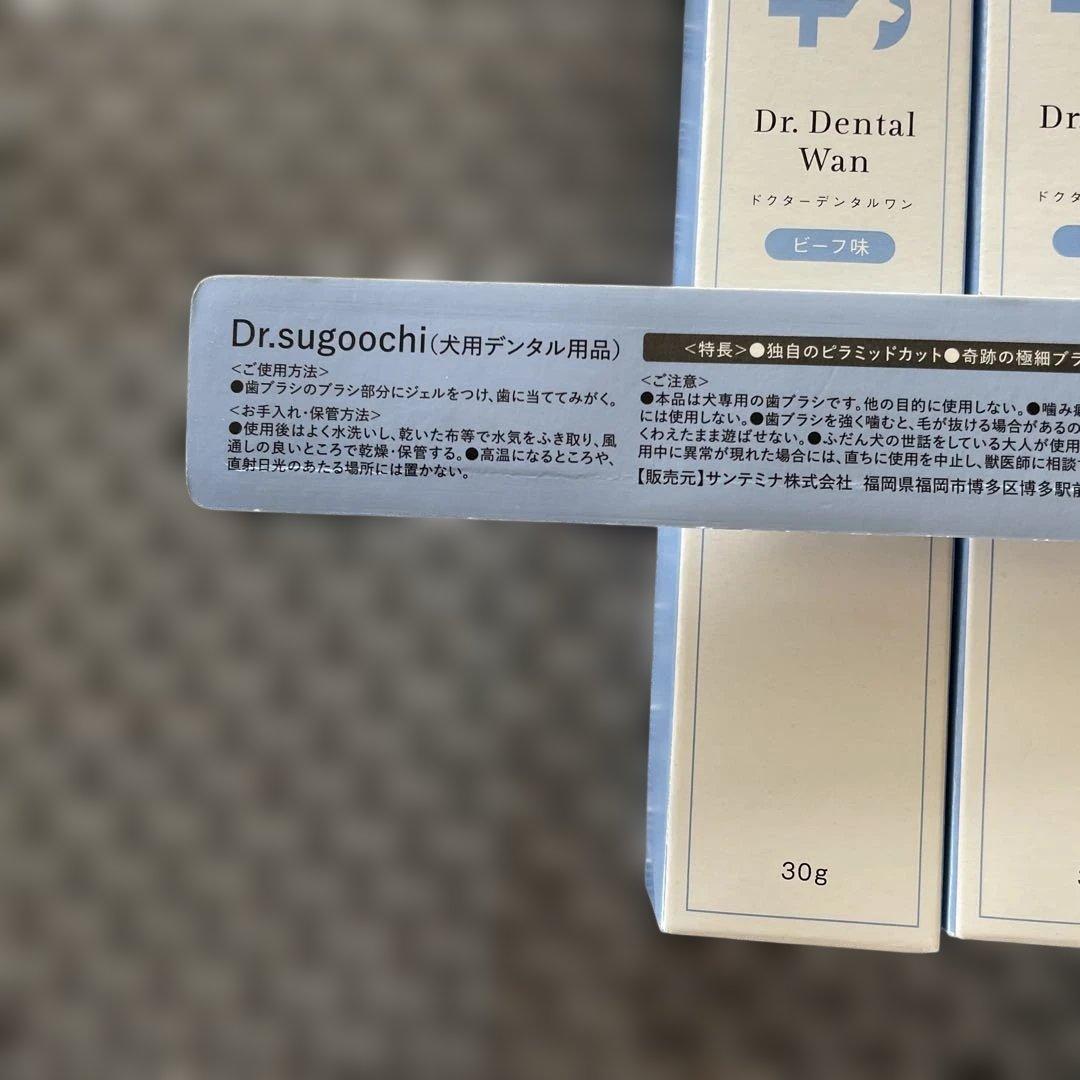 Dr. Dental
Wan
ドクターデンタルワン
ビーフ味
Dr.
ドクタ
Dr.sugoochi(犬用デンタル用品)
<ご使用方法>
●歯ブラシのブラシ部分にジェルをつけ、歯に当ててみがく。
<お手入れ・保管方法>
●使用後はよく水洗いし、乾いた布等で水気をふき取り、風
通しの良いところで乾燥・保管する。●高温になるところや、
直射日光のあたる場所には置かない。
<特長>●独自のピラミッドカット●奇跡の極細ブラ
<ご注意>
●本品は犬専用の歯ブラシです。他の目的に使用しない。●噛み癖
には使用しない。●歯ブラシを強く噛むと、毛が抜ける場合があるの
くわえたまま遊ばせない。●ふだん犬の世話をしている大人が使用
用中に異常が現れた場合には、直ちに使用を中止し、獣医師に相談
【販売元】サンテミナ株式会社 福岡県福岡市博多区博多駅前
30g